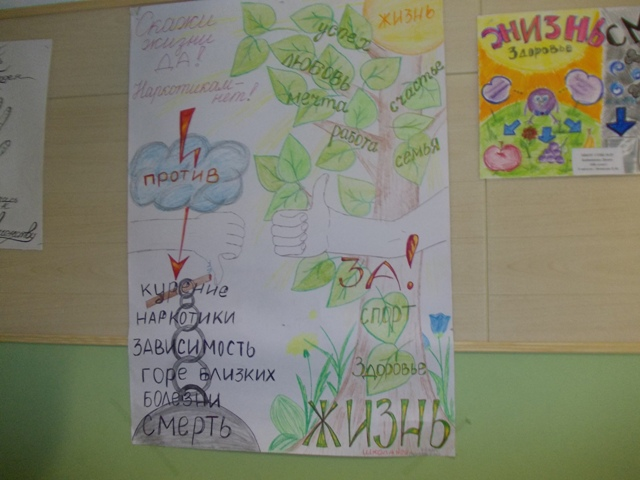 Скажи
жизни
ДА!
Наркотикам-
нет!
ПРОТИВ
курение
НАРКОТИКИ
ЗАВИСИМОСТЬ
ГОРЕ БЛИЗКИХ
БОЛЕЗНИ
СМЕРТЬ
ЖИЗНЬ
успех
любовь
счастье
мечта
работа
семья
ЗА!
спорт
Здоровье
ЖИЗНЬ
ЖИЗНЬ
Здоровье